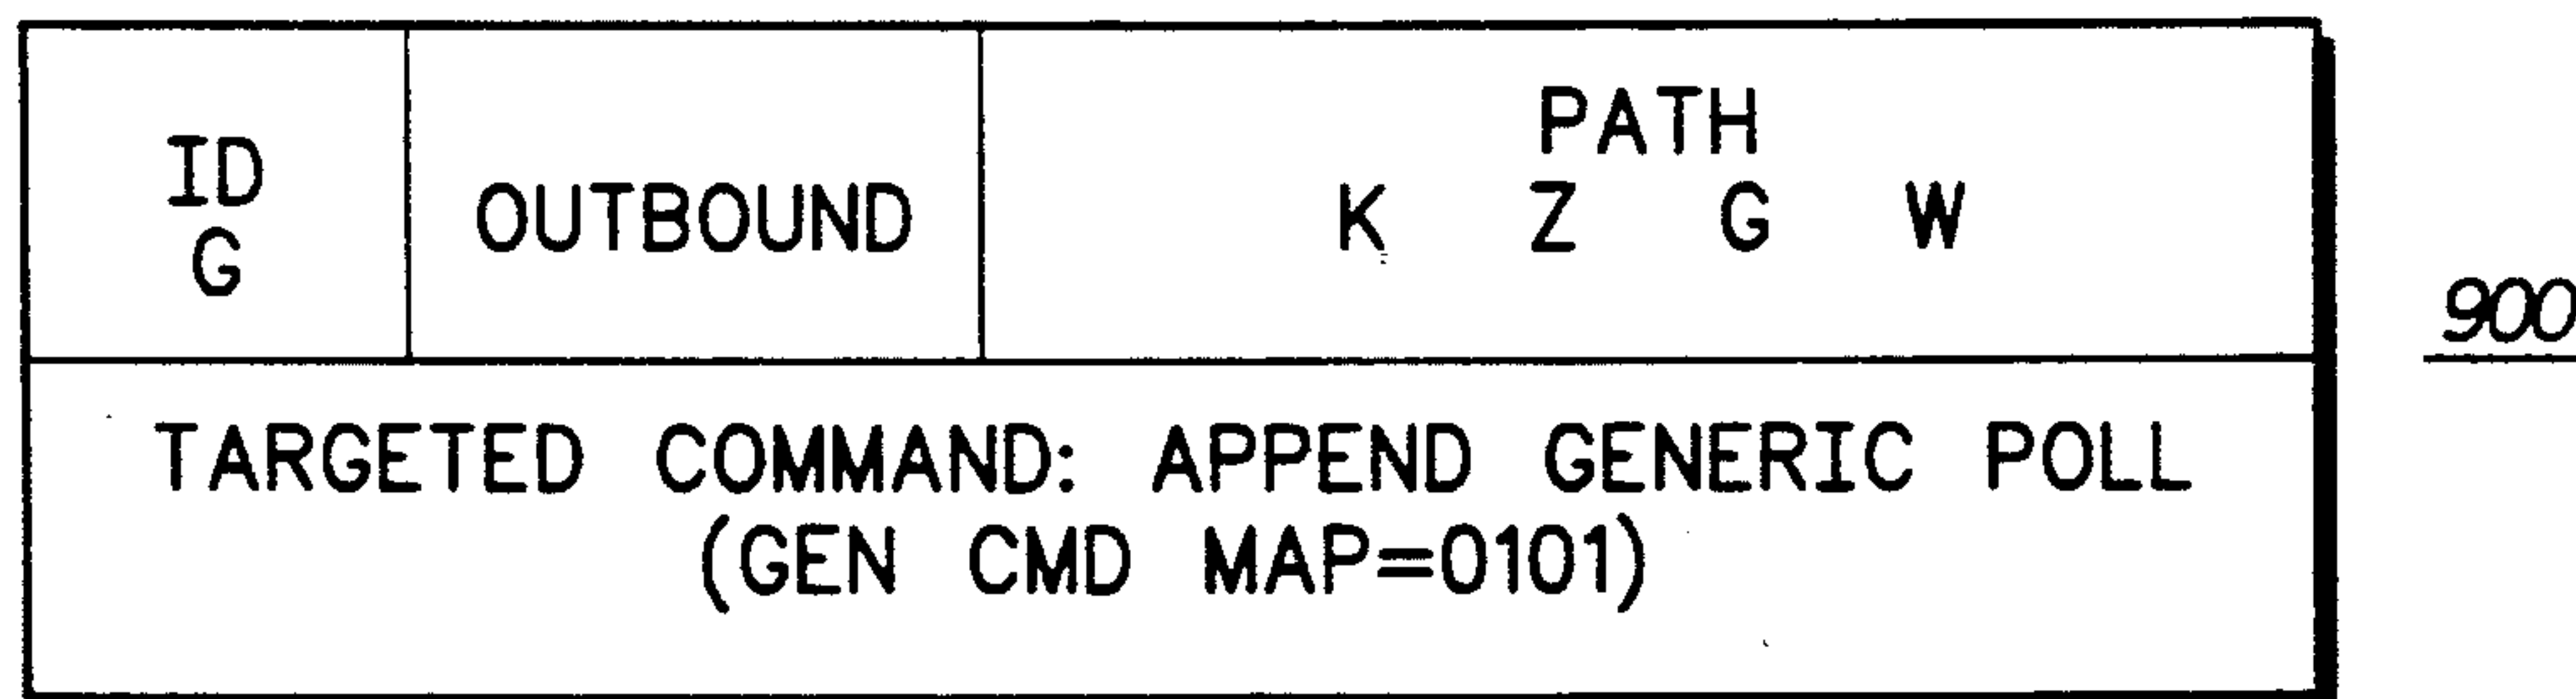 ID
G
OUTBOUND
PATH
K Z G W
900
TARGETED COMMAND: APPEND GENERIC POLL
(GEN CMD MAP=0101)